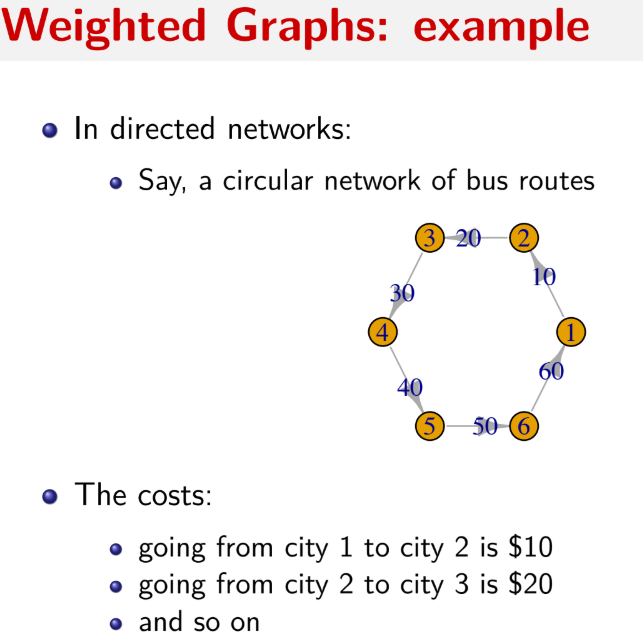 Weighted Graphs: example
In directed networks:
Say, a circular network of bus routes
3 20 2
30 10
4 1
40 60
5 50 6
The costs:
going from city 1 to city 2 is $10
going from city 2 to city 3 is $20
and so on